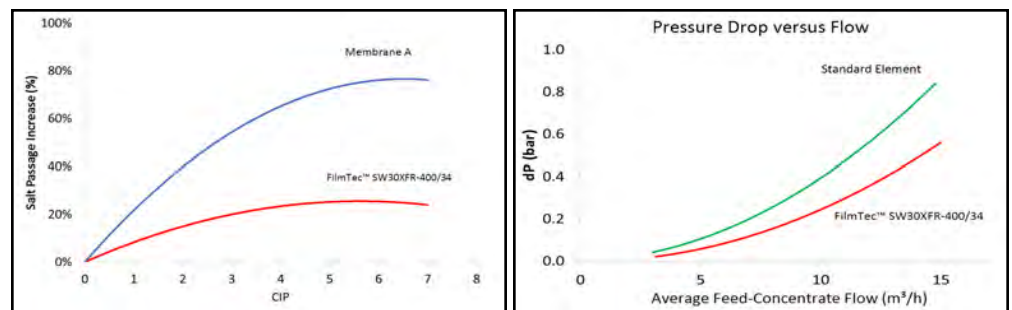 100%
80%
60%
40%
20%
0%
Salt Passage Increase (%)
Membrane A
FilmTec™ SW30XFR-400/34
0 1 2 3 4 5 6 7 8
CIP
Pressure Drop versus Flow
1.0
0.8
0.6
0.4
0.2
0.0
dP (bar)
Standard Element
FilmTec™ SW30XFR-400/34
0 5 10 15
Average Feed-Concentrate Flow (m³/h)